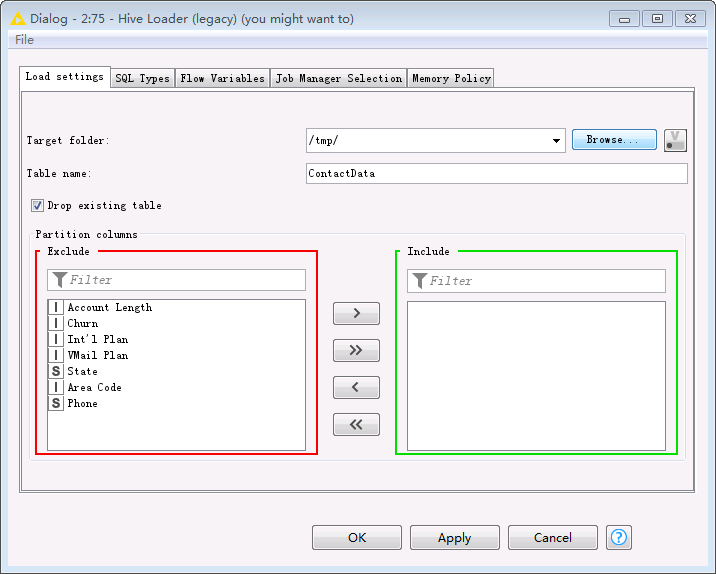 Dialog - 2:75 - Hive Loader (legacy) (you might want to)
File
Load settings SQL Types Flow Variables Job Manager Selection Memory Policy
Target folder: /tmp/ Browse... V
Table name: ContactData
Drop existing table
Partition columns
Exclude Include
Filter Filter
I Account Length
I Churn
I Int'l Plan
I VMail Plan
S State
I Area Code
S Phone
> 
>>
<
<<
OK Apply Cancel ?